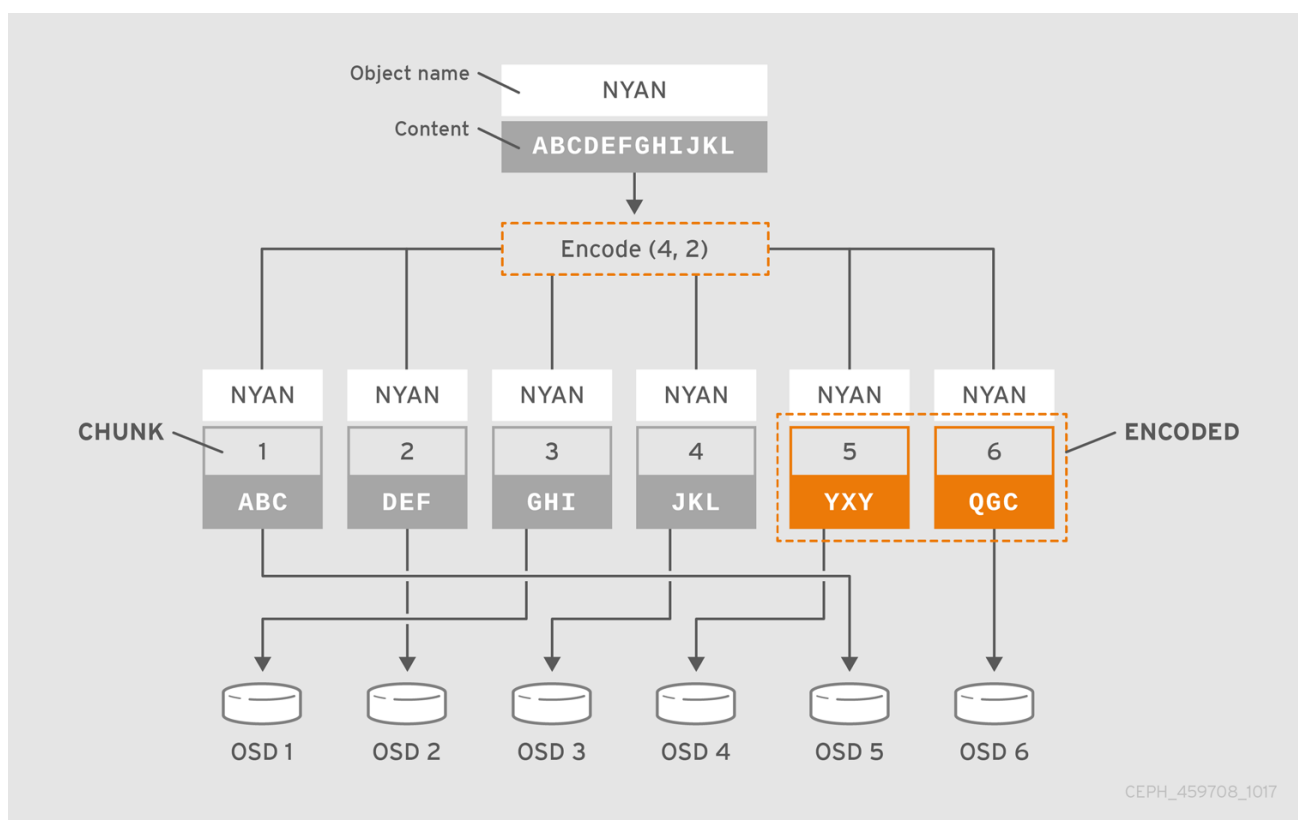 Object name
NYAN
Content
ABCDEFGHIJKL
Encode (4, 2)
NYAN NYAN NYAN NYAN NYAN NYAN
CHUNK 1 2 3 4 5 6 ENCODED
ABC DEF GHI JKL YXY QGC
OSD 1 OSD 2 OSD 3 OSD 4 OSD 5 OSD 6
CEPH_459708_1017